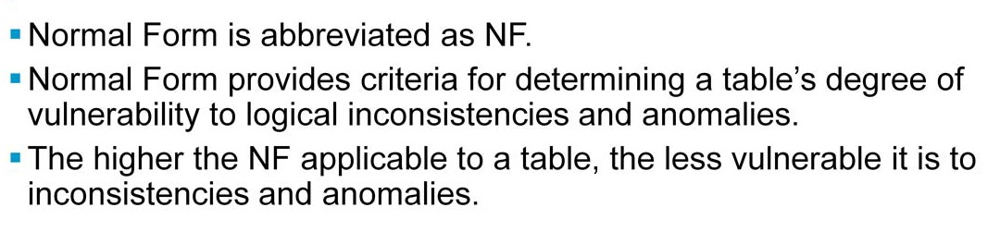 ▪ Normal Form is abbreviated as NF.
▪ Normal Form provides criteria for determining a table’s degree of
vulnerability to logical inconsistencies and anomalies.
▪ The higher the NF applicable to a table, the less vulnerable it is to
inconsistencies and anomalies.